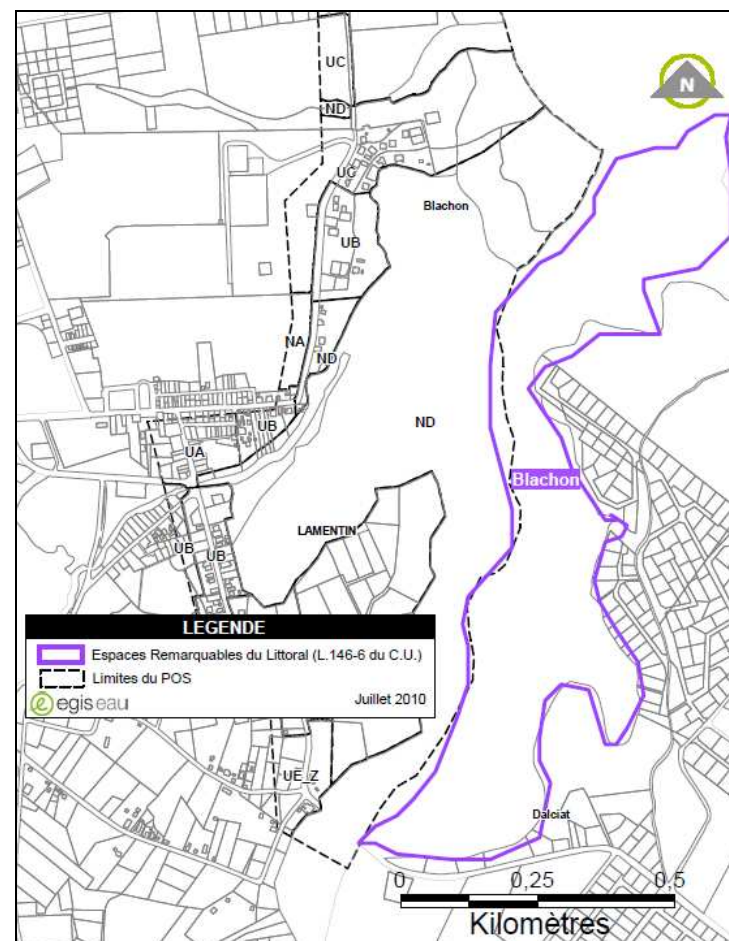 UC
N
ND
UC
Blachon
UB
NA
ND
ND
UB
UA
Blachon
LAMENTIN
UB
UB
LEGENDE
Espaces Remarquables du Littoral (L.146-6 du C.U.)
Limites du POS
egis eau
Juillet 2010
UE_Z
Dalciat
0 0,25 0,5
Kilomètres